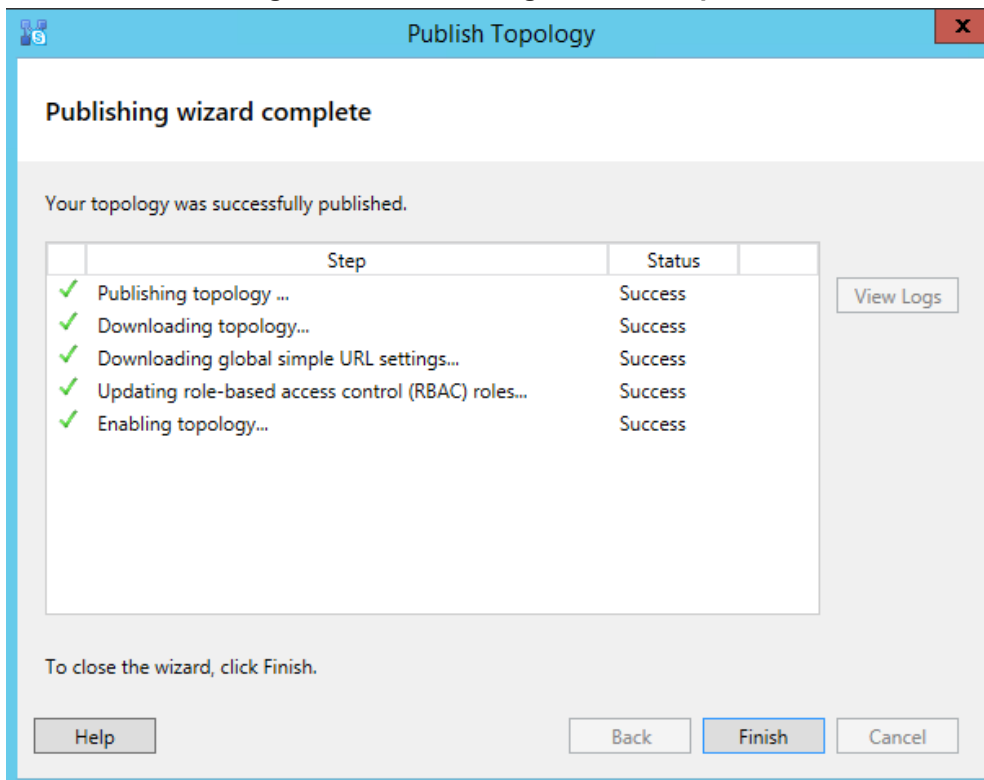 Publish Topology
x
Publishing wizard complete
Your topology was successfully published.
Step Status
Publishing topology ... Success
View Logs
Downloading topology... Success
Downloading global simple URL settings... Success
Updating role-based access control (RBAC) roles... Success
Enabling topology... Success
To close the wizard, click Finish.
Help Back Finish Cancel